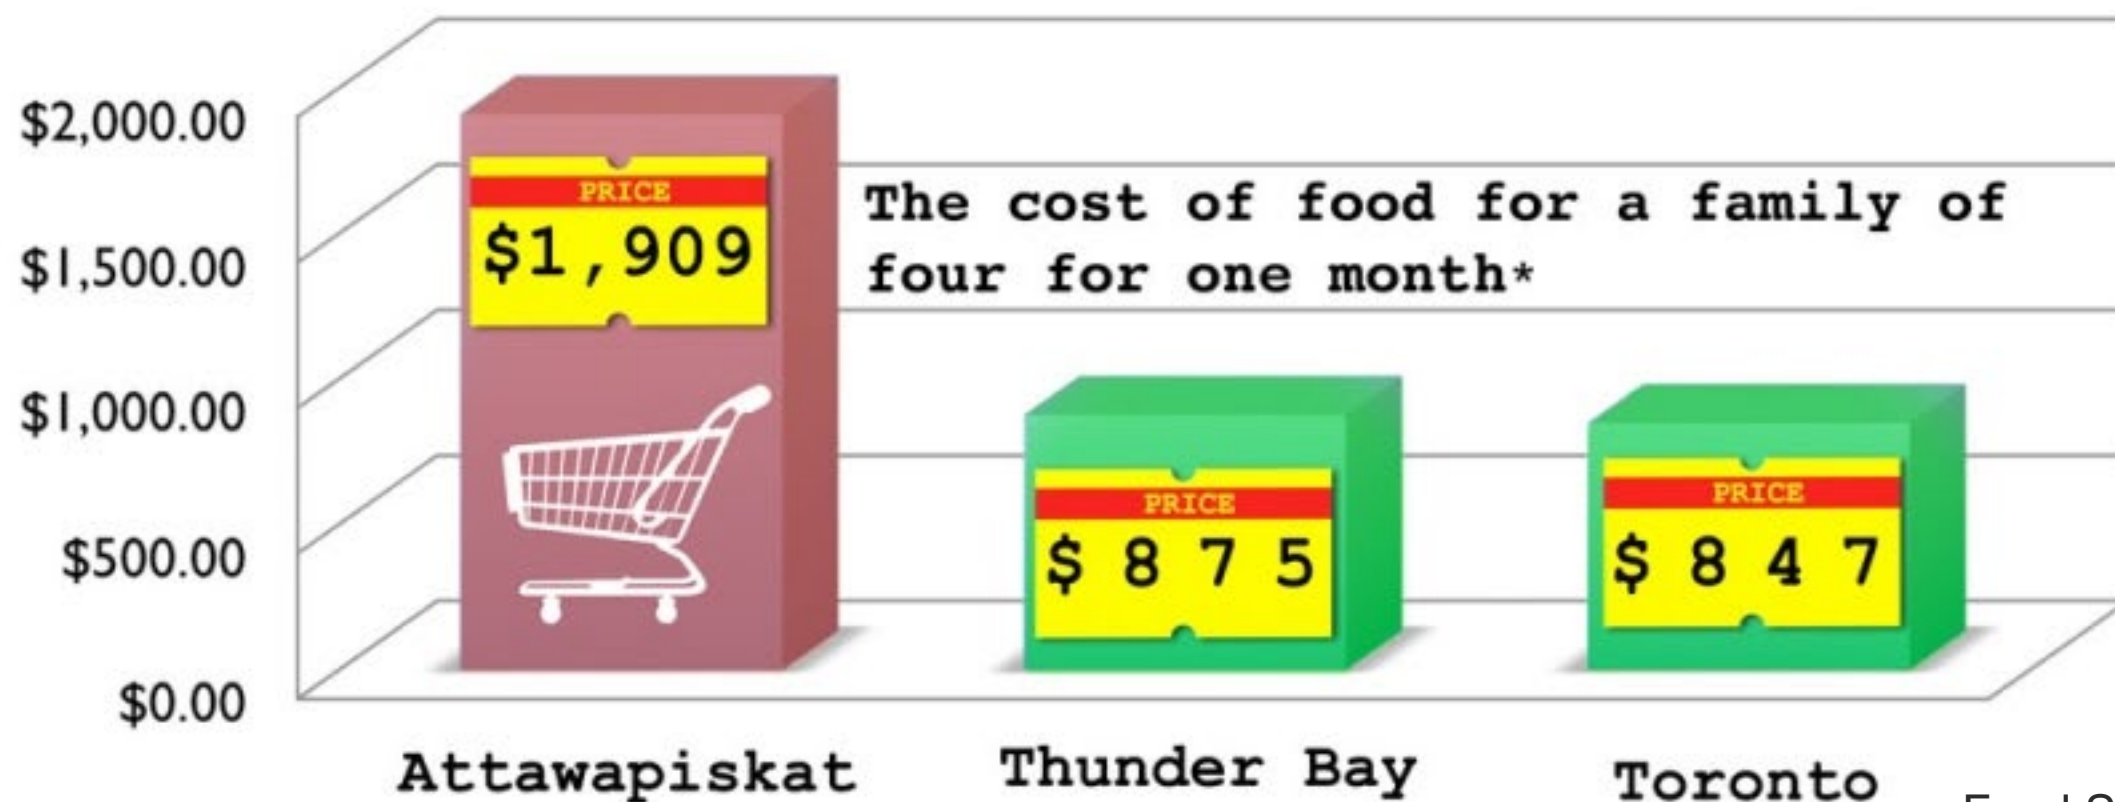 $2,000.00
$1,500.00
$1,000.00
$500.00
$0.00
PRICE
$1,909
The cost of food for a family of
four for one month*
PRICE
$ 8 7 5
PRICE
$ 8 4 7
Attawapiskat
Thunder Bay
Toronto